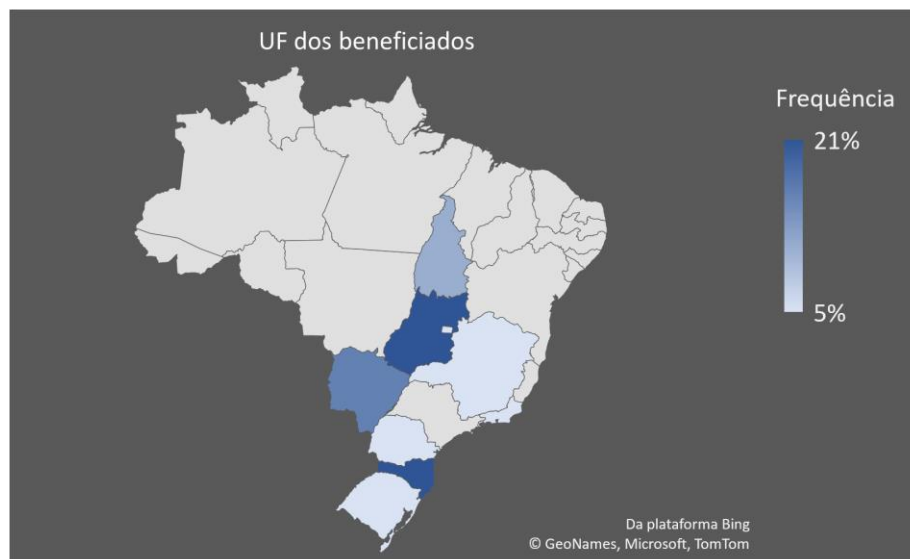 UF dos beneficiados
Frequência
21%
5%
Da plataforma Bing
© GeoNames, Microsoft, TomTom